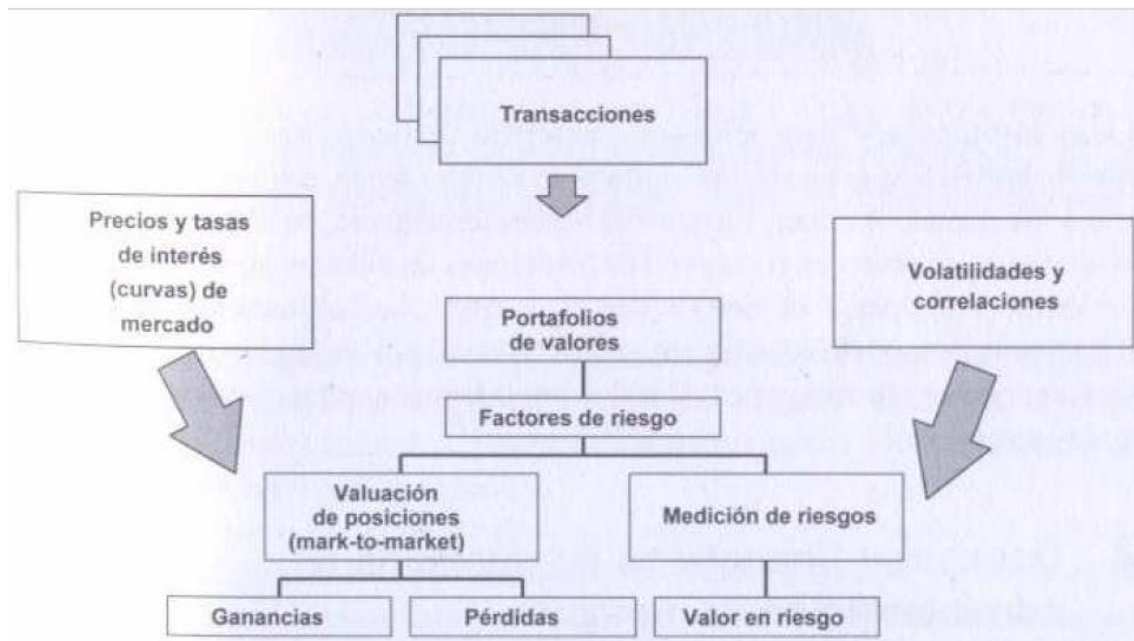 Transacciones
Precios y tasas
de interés
(curvas) de
mercado
Volatilidades y
correlaciones
Portafolios
de valores
Factores de riesgo
Valuación
de posiciones
(mark-to-market)
Medición de riesgos
Ganancias
Pérdidas
Valor en riesgo